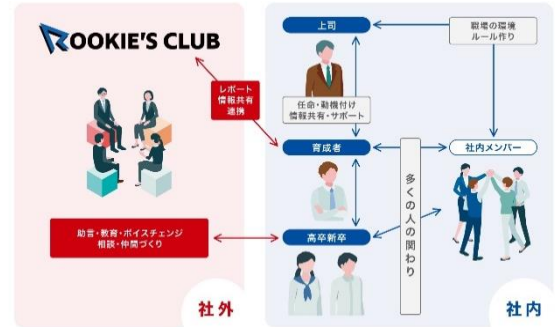 ROOKIE'S CLUB
レポート
情報共有
連携
助言・教育・ボイスチェンジ
相談・仲間づくり
社外
上司
職場の環境
ルール作り
任命・動機付け
情報共有・サポート
育成者
社内メンバー
多くの人の関わり
高卒新卒
社内